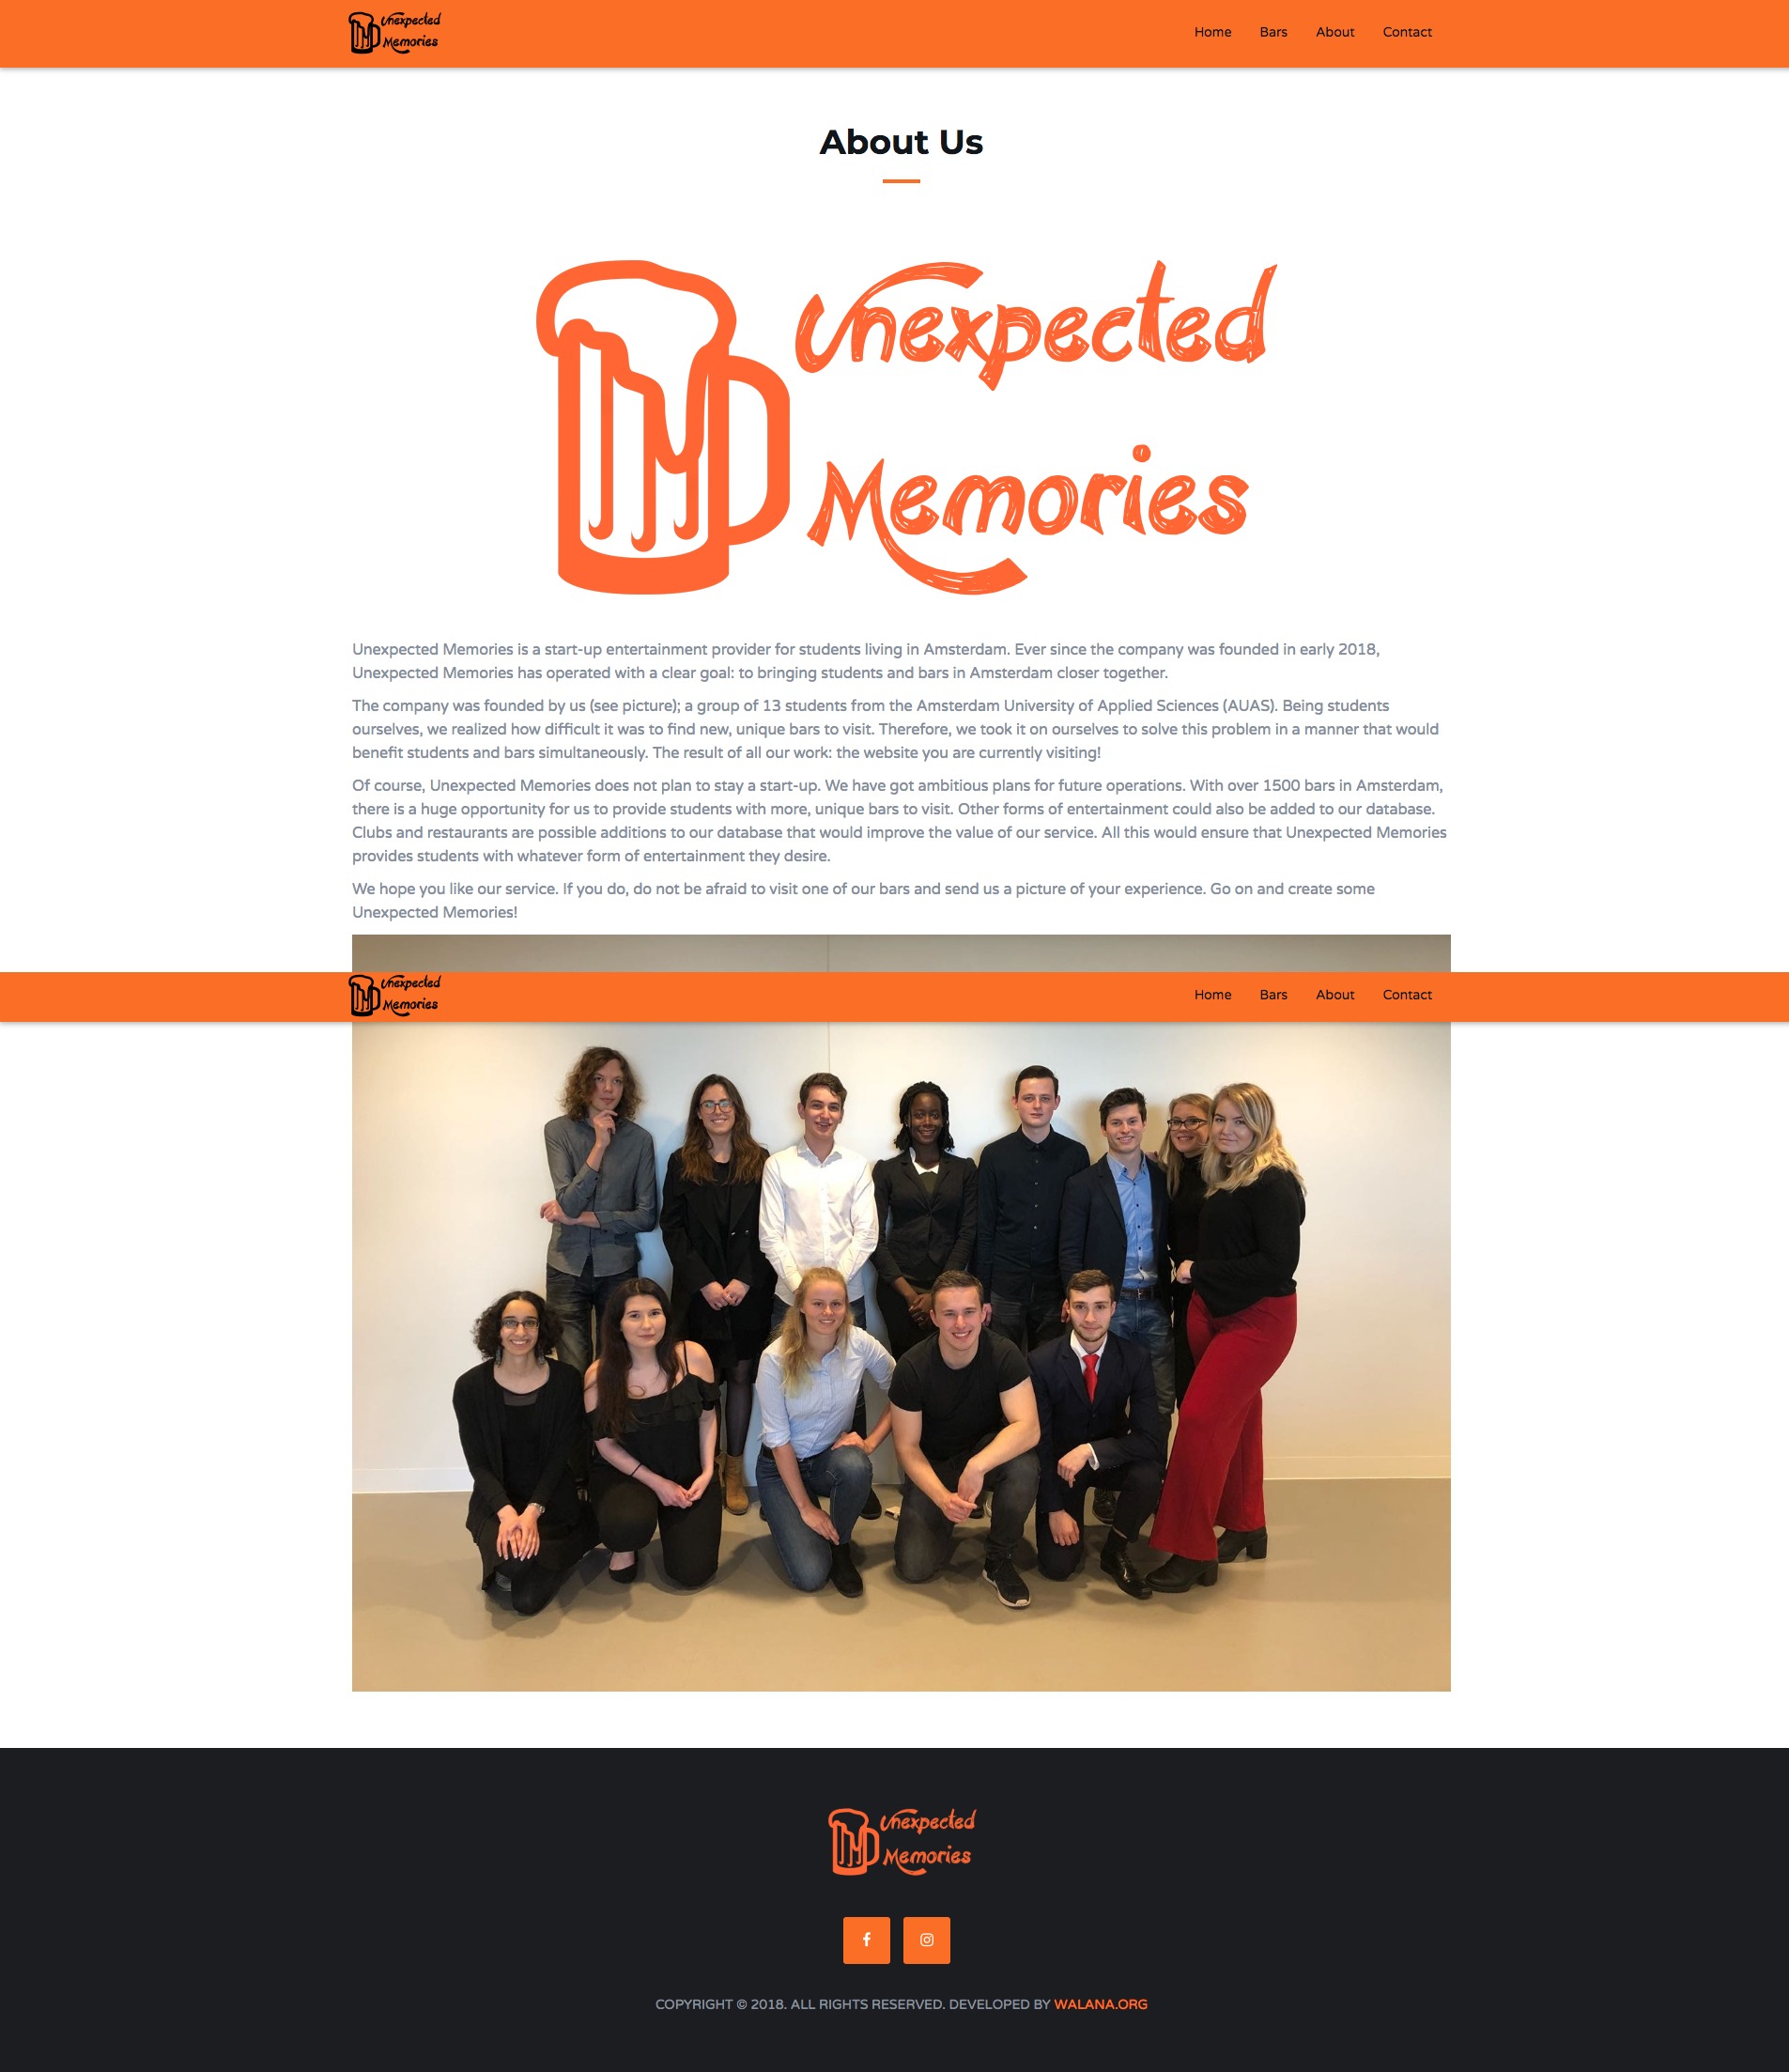 Unexpected
Memories
Home Bars About Contact
About Us
Unexpected
Memories
Unexpected Memories is a start-up entertainment provider for students living in Amsterdam. Ever since the company was founded in early 2018,
Unexpected Memories has operated with a clear goal: to bringing students and bars in Amsterdam closer together.
The company was founded by us (see picture); a group of 13 students from the Amsterdam University of Applied Sciences (AUAS). Being students
ourselves, we realized how difficult it was to find new, unique bars to visit. Therefore, we took it on ourselves to solve this problem in a manner that would
benefit students and bars simultaneously. The result of all our work: the website you are currently visiting!
Of course, Unexpected Memories does not plan to stay a start-up. We have got ambitious plans for future operations. With over 1500 bars in Amsterdam,
there is a huge opportunity for us to provide students with more, unique bars to visit. Other forms of entertainment could also be added to our database.
Clubs and restaurants are possible additions to our database that would improve the value of our service. All this would ensure that Unexpected Memories
provides students with whatever form of entertainment they desire.
We hope you like our service. If you do, do not be afraid to visit one of our bars and send us a picture of your experience. Go on and create some
Unexpected Memories!
Unexpected
Memories
Home Bars About Contact
Unexpected
Memories
COPYRIGHT © 2018. ALL RIGHTS RESERVED. DEVELOPED BY WALANA.ORG